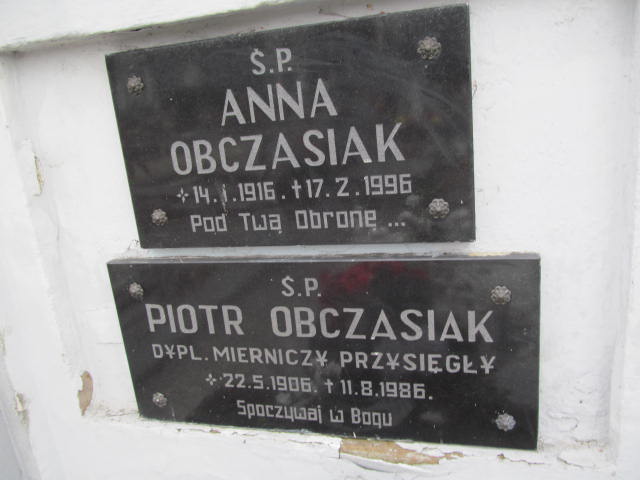 Ś.P.
ANNA
OBCZASIAK
✢ 14.1.1916. ✝ 17.2.1996
Pod Twą Obronę ...
Ś.P.
PIOTR OBCZASIAK
DYPL. MIERNICZY PRZYSIĘGŁY
✢ 22.5.1906. ✝ 11.8.1986.
Spoczywaj w Bogu